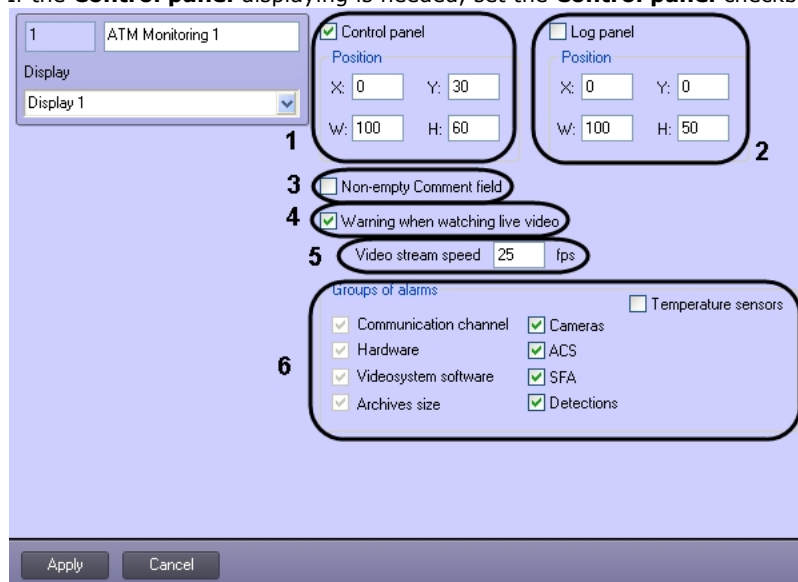 If the Control panel displaying is needed, set the Control panel checkb
1 ATM Monitoring 1
Display
Display 1
Control panel
Position
X: 0 Y: 30
W: 100 H: 60
1
Log panel
Position
X: 0 Y: 0
W: 100 H: 50
2
3 Non-empty Comment field
4 Warning when watching live video
5 Video stream speed 25 fps
Groups of alarms
Temperature sensors
Communication channel Cameras
Hardware ACS
6
Videosystem software SFA
Archives size Detections
Apply Cancel